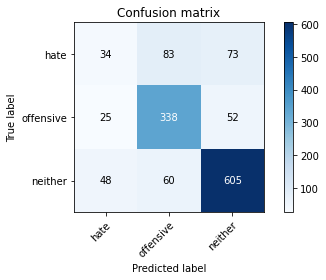 Confusion matrix
hate 34 83 73
offensive 25 338 52
neither 48 60 605
hate offensive neither
True label
Predicted label
600
500
400
300
200
100